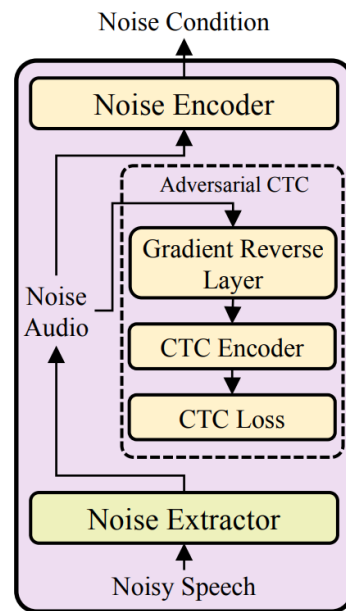 Noise Condition
Noise Encoder
Adversarial CTC
Gradient Reverse
Layer
Noise
Audio
CTC Encoder
CTC Loss
Noise Extractor
Noisy Speech